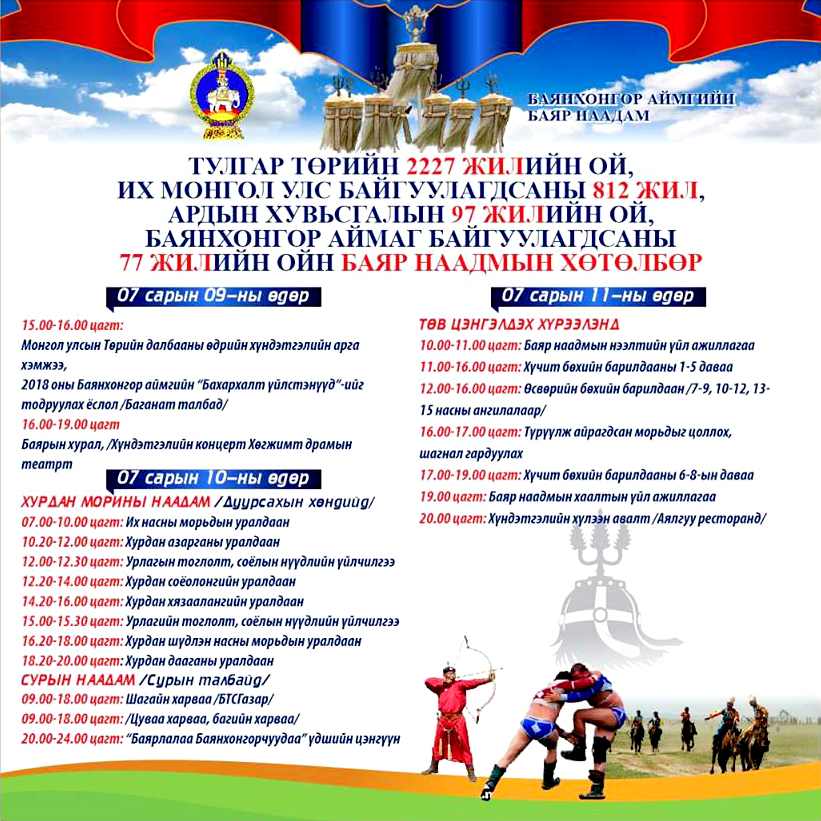 БАЯНХОНГОР АЙМГИЙН
БАЯР НААДАМ
ТУЛГАР ТӨРИЙН 2227 ЖИЛИЙН ОЙ,
ИХ МОНГОЛ УЛС БАЙГУУЛАГДСАНЫ 812 ЖИЛ,
АРДЫН ХУВЬСГАЛЫН 97 ЖИЛИЙН ОЙ,
БАЯНХОНГОР АЙМАГ БАЙГУУЛАГДСАНЫ
77 ЖИЛИЙН ОЙН БАЯР НААДМЫН ХӨТӨЛБӨР
07 сарын 09-ны өдөр
15.00-16.00 цагт:
Монгол улсын Төрийн далбааны өдрийн хүндэтгэлийн арга
хэмжээ,
2018 оны Баянхонгор аймгийн “Бахархалт үйлстэнүүд”-ийг
тодруулах ёслол /Баганат талбад/
16.00-19.00 цагт
Баярын хурал, /Хүндэтгэлийн концерт Хөгжимт драмын
театрт
07 сарын 10-ны өдөр
ХУРДАН МОРИНЫ НААДАМ /Дуурсахын хөндийд/
07.00-10.00 цагт: Их насны морьдын уралдаан
10.20-12.00 цагт: Хурдан азарганы уралдаан
12.00-12.30 цагт: Урлагын тоглолт, соёлын нүүдлийн үйлчилгээ
12.20-14.00 цагт: Хурдан соёолонгийн уралдаан
14.20-16.00 цагт: Хурдан хязаалангийн уралдаан
15.00-15.30 цагт: Урлагийн тоглолт, соёлын нүүдлийн үйлчилгээ
16.20-18.00 цагт: Хурдан шүдлэн насны морьдын уралдаан
18.20-20.00 цагт: Хурдан дааганы уралдаан
СУРЫН НААДАМ /Сурын талбайд/
09.00-18.00 цагт: Шагайн харваа /БТСГазар/
09.00-18.00 цагт: /Цуваа харваа, багийн харваа/
20.00-24.00 цагт: “Баярлалаа Баянхонгорчуудаа” үдшийн цэнгүүн
07 сарын 11-ны өдөр
ТӨВ ЦЭНГЭЛДЭХ ХҮРЭЭЛЭНД
10.00-11.00 цагт: Баяр наадмын нээлтийн үйл ажиллагаа
11.00-16.00 цагт: Хүчит бөхийн барилдааны 1-5 даваа
12.00-16.00 цагт: Өсвөрийн бөхийн барилдаан /7-9, 10-12, 13-
15 насны ангилалаар/
16.00-17.00 цагт: Түрүүлж айрагдсан морьдыг цоллох,
шагнал гардуулах
17.00-19.00 цагт: Хүчит бөхийн барилдааны 6-8-ын даваа
19.00 цагт: Баяр наадмын хаалтын үйл ажиллагаа
20.00 цагт: Хүндэтгэлийн хүлээн авалт /Аялгуу ресторанд/